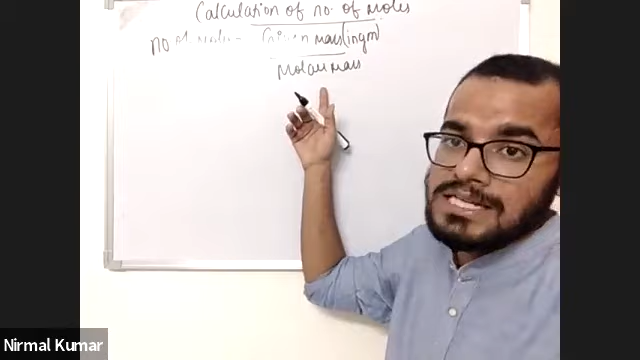 Calculation of no. of moles
no of moles = Given mass (in gm)
Molar mass
Nirmal Kumar